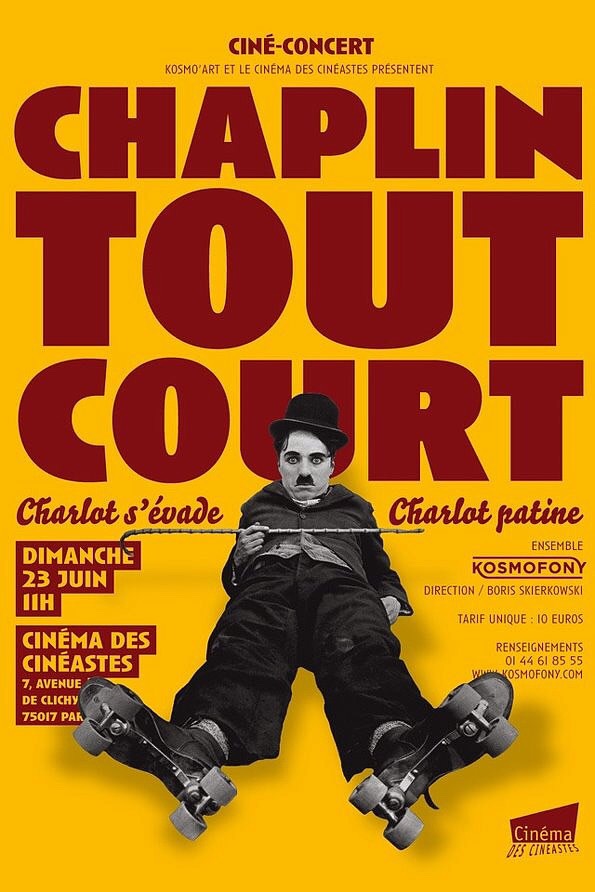 CINÉ-CONCERT
KOSMO'ART ET LE CINÉMA DES CINÉASTES PRÉSENTENT
CHAPLIN
TOUT
COURT
Charlot s'évade
Charlot patine
DIMANCHE
23 JUIN
11H
CINÉMA DES
CINÉASTES
7, AVENUE
DE CLICHY
75017
ENSEMBLE
KOSMOFONY
DIRECTION / BORIS SKIERKOWSKI
TARIF UNIQUE : 10 EUROS
RENSEIGNEMENTS
01 44 61 85 55
WWW.KOSMOFONY.COM
Cinéma
DES CINÉASTES